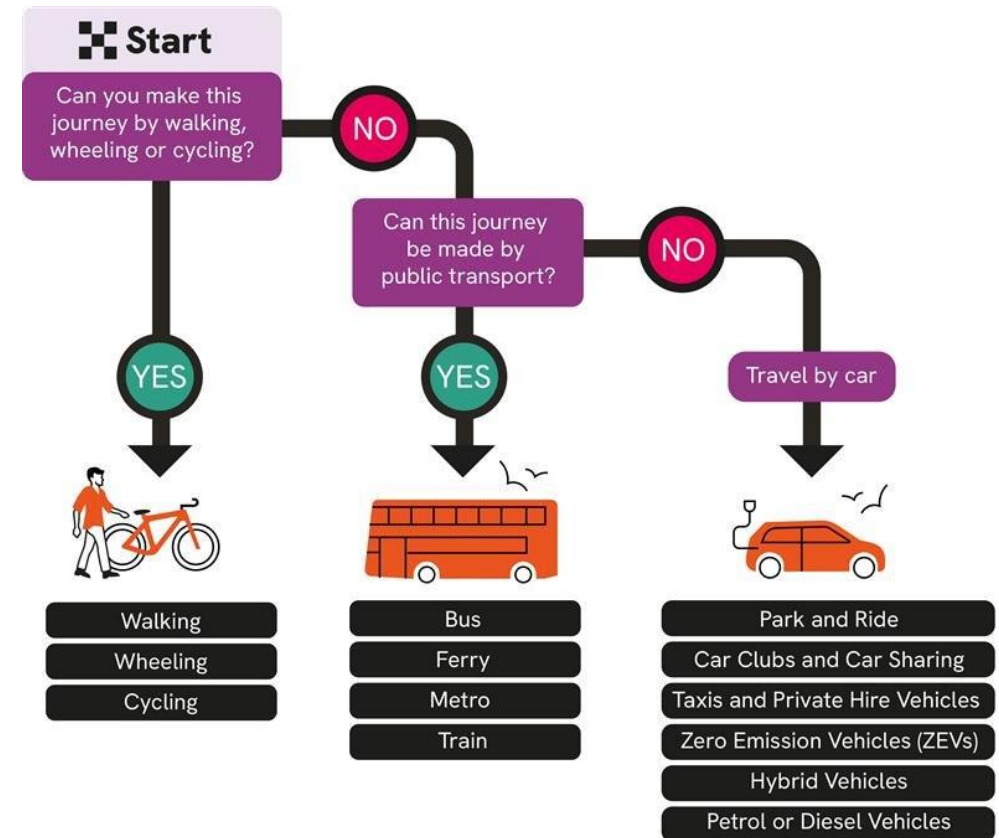 Start
Can you make this
journey by walking,
wheeling or cycling?
NO
Can this journey
be made by
public transport?
NO
YES
YES
Travel by car
Walking
Wheeling
Cycling
Bus
Ferry
Metro
Train
Park and Ride
Car Clubs and Car Sharing
Taxis and Private Hire Vehicles
Zero Emission Vehicles (ZEVs)
Hybrid Vehicles
Petrol or Diesel Vehicles